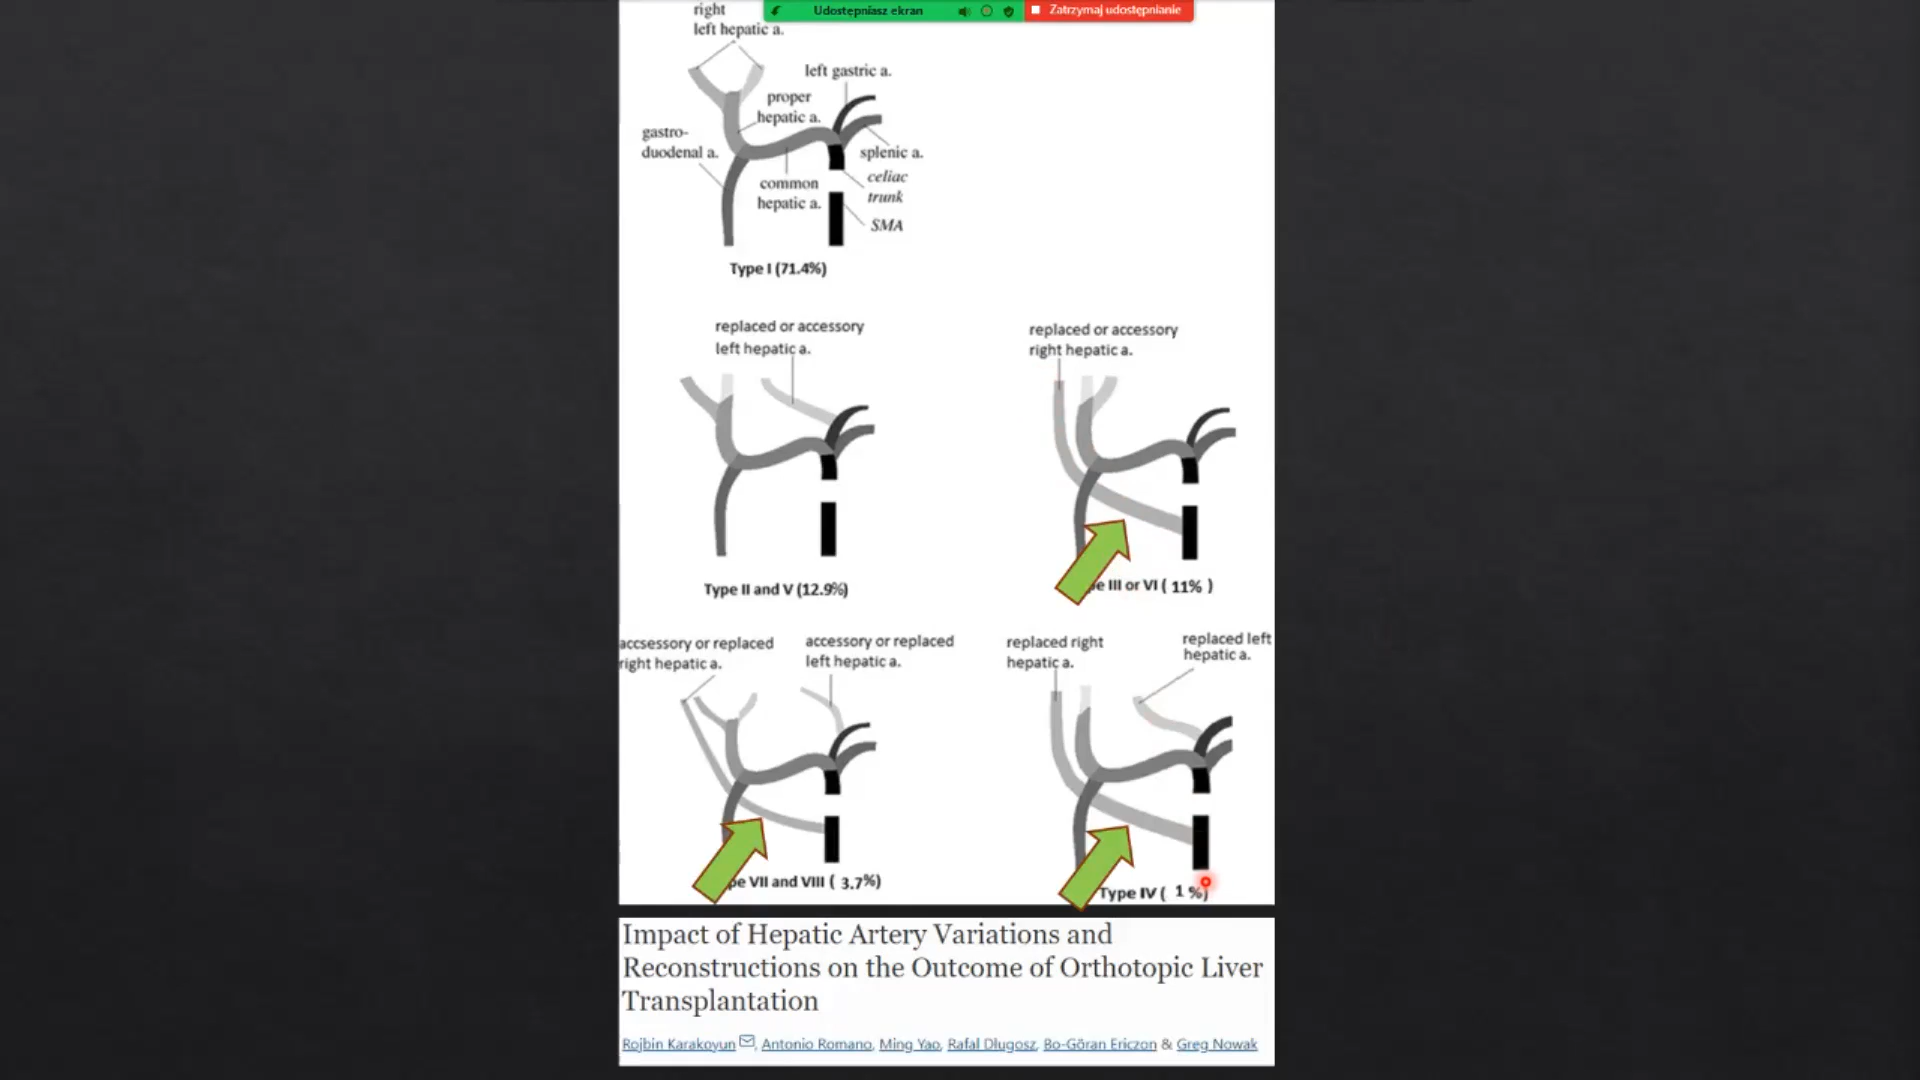 Udostępniasz ekran
Zatrzymaj udostępnianie
right
left hepatic a.
left gastric a.
proper
hepatic a.
gastro-
duodenal a.
splenic a.
celiac
trunk
common
hepatic a.
SMA
Type I (71.4%)
replaced or accessory
left hepatic a.
replaced or accessory
right hepatic a.
Type II and V (12.9%)
pe III or VI ( 11% )
accsessory or replaced
right hepatic a.
accessory or replaced
left hepatic a.
replaced right
hepatic a.
replaced left
hepatic a.
pe VII and VIII ( 3.7%)
Type IV ( 1 %)
Impact of Hepatic Artery Variations and
Reconstructions on the Outcome of Orthotopic Liver
Transplantation
Rojbin Karakoyun, Antonio Romano, Ming Yao, Rafal Dlugosz, Bo-Göran Ericzon & Greg Nowak